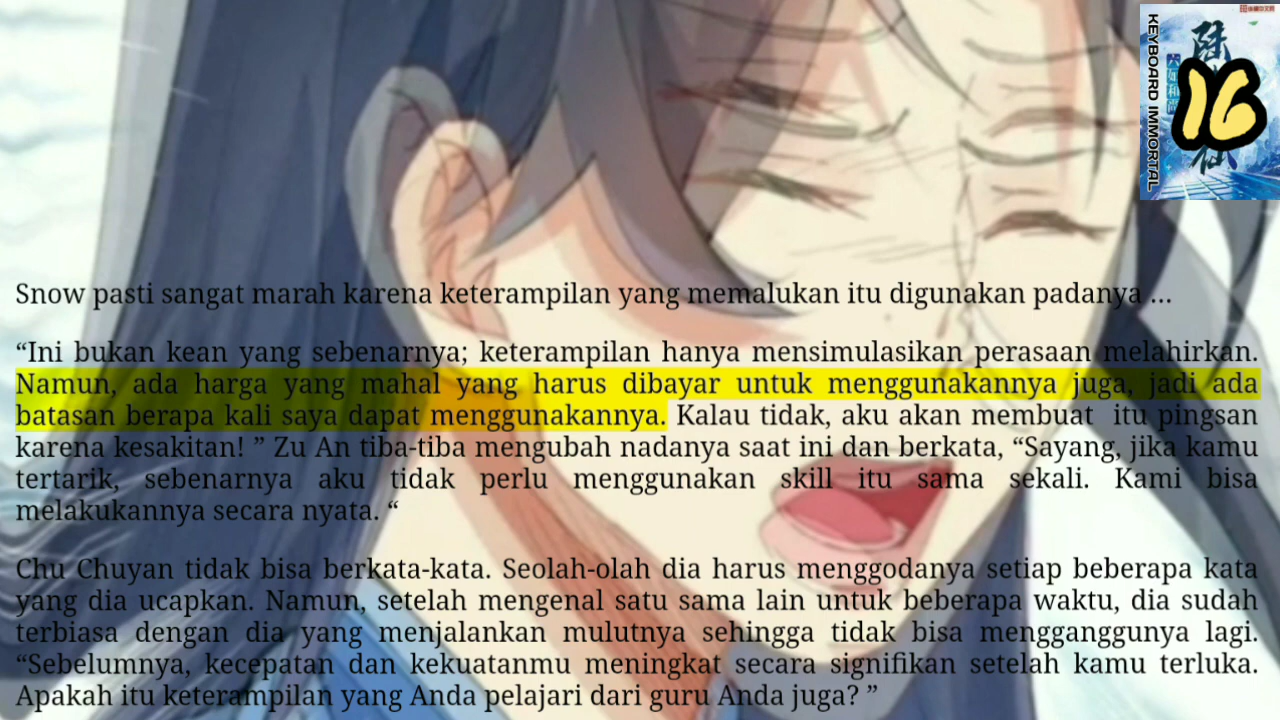 KEYBOARD IMMORTAL
16
Snow pasti sangat marah karena keterampilan yang memalukan itu digunakan padanya ...
“Ini bukan kean yang sebenarnya; keterampilan hanya mensimulasikan perasaan melahirkan.
Namun, ada harga yang mahal yang harus dibayar untuk menggunakannya juga, jadi ada
batasan berapa kali saya dapat menggunakannya. Kalau tidak, aku akan membuat itu pingsan
karena kesakitan! ” Zu An tiba-tiba mengubah nadanya saat ini dan berkata, “Sayang, jika kamu
tertarik, sebenarnya aku tidak perlu menggunakan skill itu sama sekali. Kami bisa
melakukannya secara nyata. “
Chu Chuyan tidak bisa berkata-kata. Seolah-olah dia harus menggodanya setiap beberapa kata
yang dia ucapkan. Namun, setelah mengenal satu sama lain untuk beberapa waktu, dia sudah
terbiasa dengan dia yang menjalankan mulutnya sehingga tidak bisa mengganggunya lagi.
“Sebelumnya, kecepatan dan kekuatanmu meningkat secara signifikan setelah kamu terluka.
Apakah itu keterampilan yang Anda pelajari dari guru Anda juga? ”